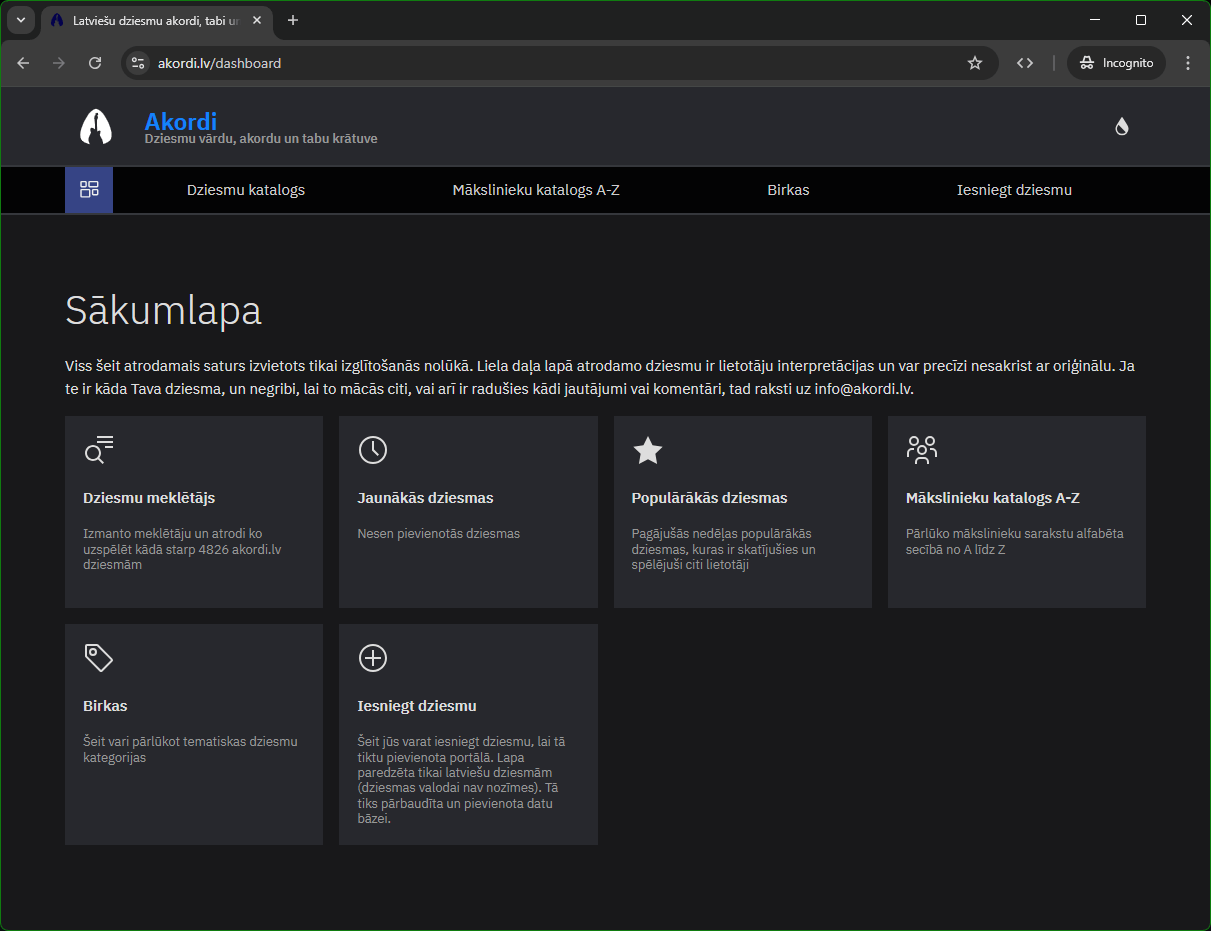 Latviešu dziesmu akordi, tabi un
akordi.lv/dashboard
Incognito
Akordi
Dziesmu vārdu, akordu un tabu krātuve
Dziesmu katalogs
Mākslinieku katalogs A-Z
Birkas
Iesniegt dziesmu
Sākumlapa
Viss šeit atrodamais saturs izvietots tikai izglītošanās nolūkā. Liela daļa lapā atrodamo dziesmu ir lietotāju interpretācijas un var precīzi nesakrist ar oriģinālu. Ja
te ir kāda Tava dziesma, un negribi, lai to mācās citi, vai arī ir radušies kādi jautājumi vai komentāri, tad raksti uz info@akordi.lv.
Dziesmu meklētājs
Izmanto meklētāju un atrodi ko
uzspēlēt kādā starp 4826 akordi.lv
dziesmām
Jaunākās dziesmas
Nesen pievienotās dziesmas
Populārākās dziesmas
Pagājušās nedēļas populārākās
dziesmas, kuras ir skatījušies un
spēlējuši citi lietotāji
Mākslinieku katalogs A-Z
Pārlūko mākslinieku sarakstu alfabēta
secībā no A līdz Z
Birkas
Šeit vari pārlūkot tematiskas dziesmu
kategorijas
Iesniegt dziesmu
Šeit jūs varat iesniegt dziesmu, lai tā
tiktu pievienota portālā. Lapa
paredzēta tikai latviešu dziesmām
(dziesmas valodai nav nozīmes). Tā
tiks pārbaudīta un pievienota datu
bāzei.